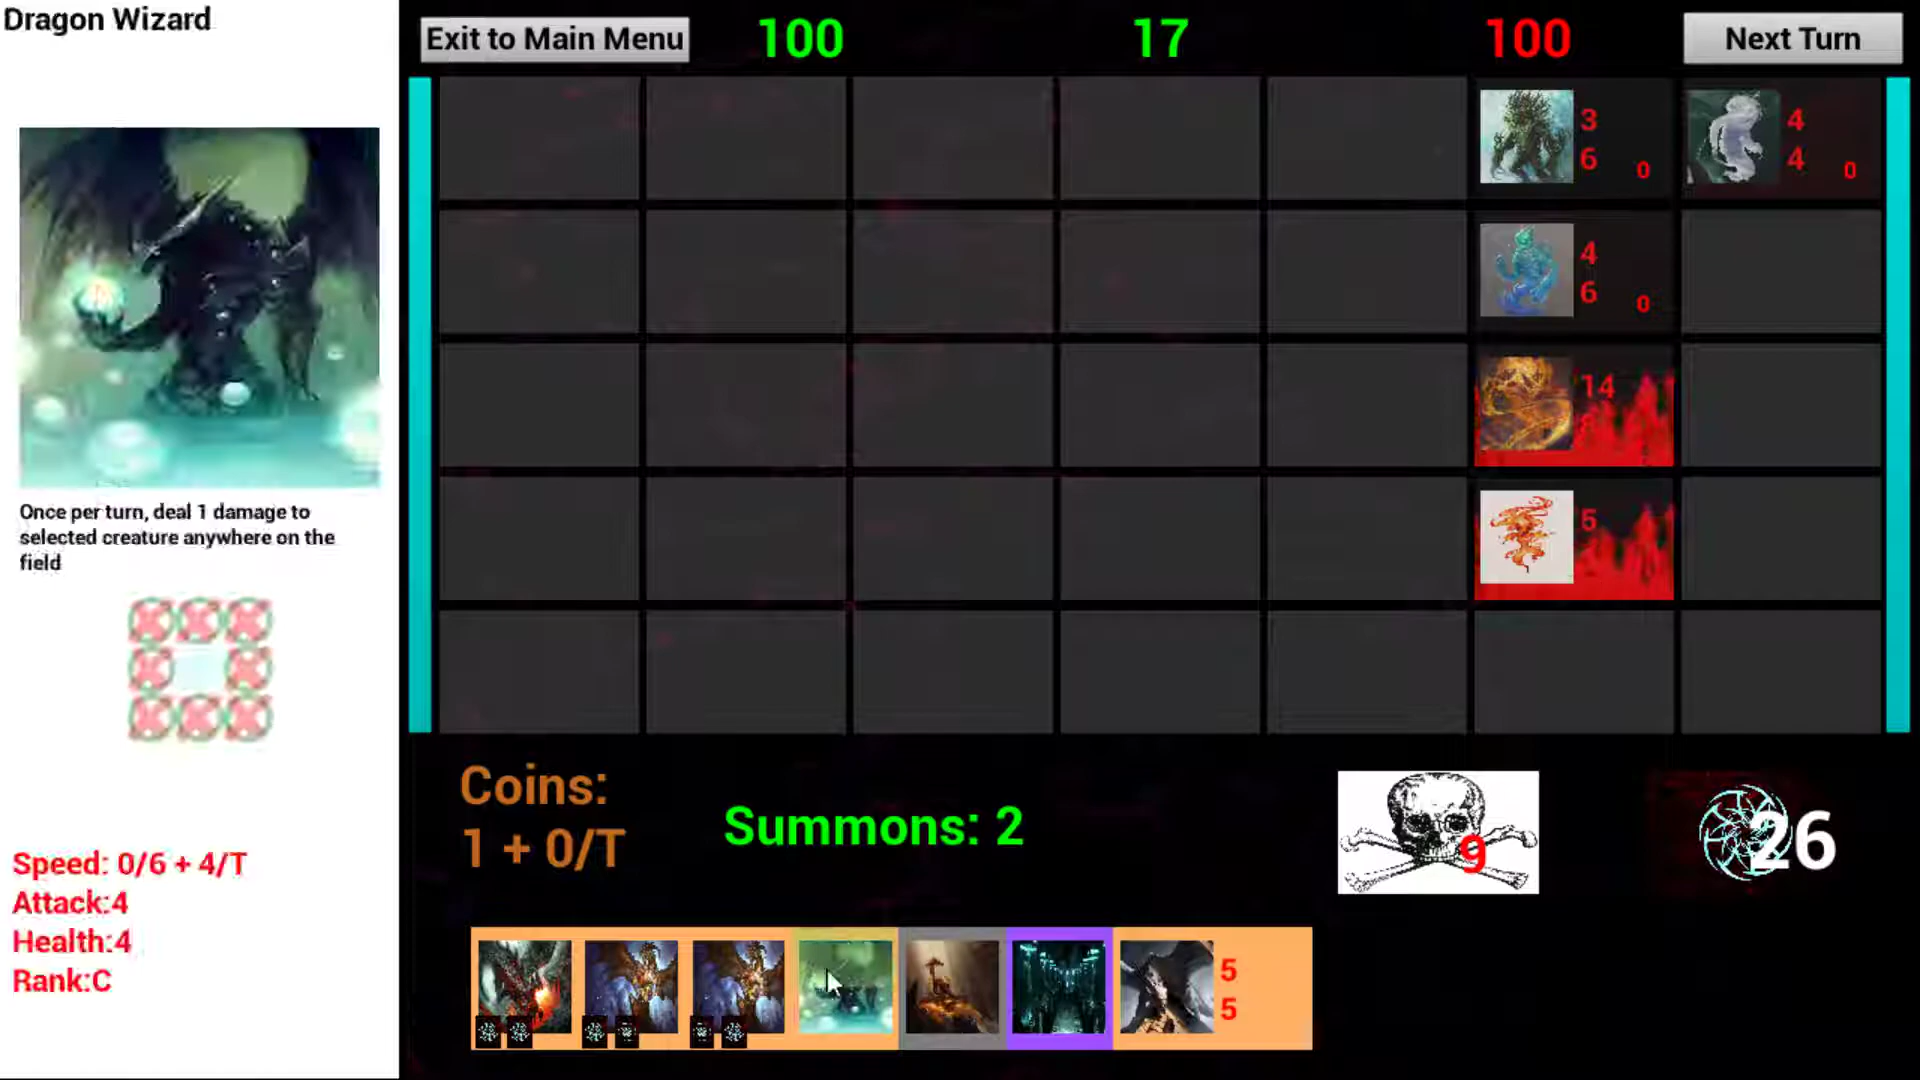 Dragon Wizard
Exit to Main Menu
100
17
100
Next Turn
3
6
0
4
4
0
4
6
0
14
5
Once per turn, deal 1 damage to
selected creature anywhere on the
field
Speed: 0/6 + 4/T
Attack:4
Health:4
Rank:C
Coins:
1 + 0/T
Summons: 2
9
26
5
5